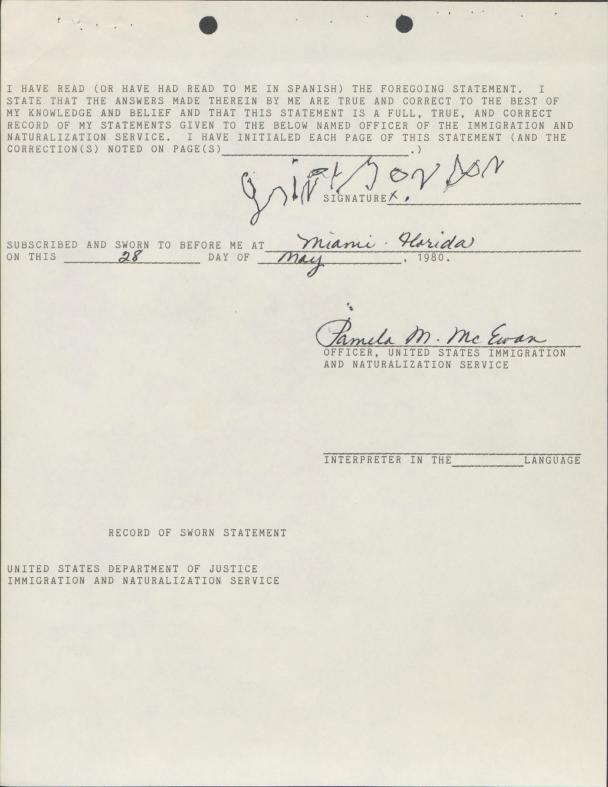 I HAVE READ (OR HAVE HAD READ TO ME IN SPANISH) THE FOREGOING STATEMENT. I
STATE THAT THE ANSWERS MADE THEREIN BY ME ARE TRUE AND CORRECT TO THE BEST OF
MY KNOWLEDGE AND BELIEF AND THAT THIS STATEMENT IS A FULL, TRUE, AND CORRECT
RECORD OF MY STATEMENTS GIVEN TO THE BELOW NAMED OFFICER OF THE IMMIGRATION AND
NATURALIZATION SERVICE. I HAVE INITIALED EACH PAGE OF THIS STATEMENT (AND THE
CORRECTION(S) NOTED ON PAGE(S) .)
SIGNATURE X.
SUBSCRIBED AND SWORN TO BEFORE ME AT Miami. Florida
ON THIS 28 DAY OF May, 1980.
Pamela M. Mc Ewan
OFFICER, UNITED STATES IMMIGRATION
AND NATURALIZATION SERVICE
INTERPRETER IN THE LANGUAGE
RECORD OF SWORN STATEMENT
UNITED STATES DEPARTMENT OF JUSTICE
IMMIGRATION AND NATURALIZATION SERVICE